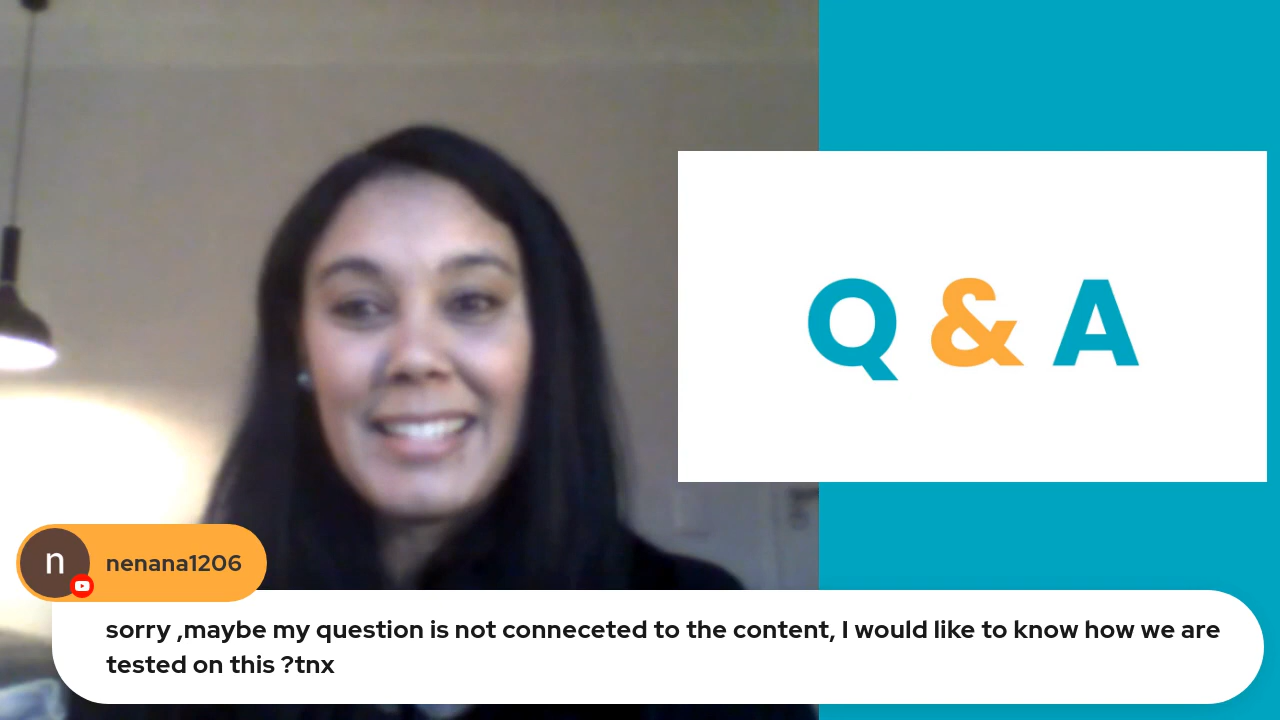 Q & A
n
nenana1206
sorry ,maybe my question is not conneceted to the content, I would like to know how we are
tested on this ?tnx